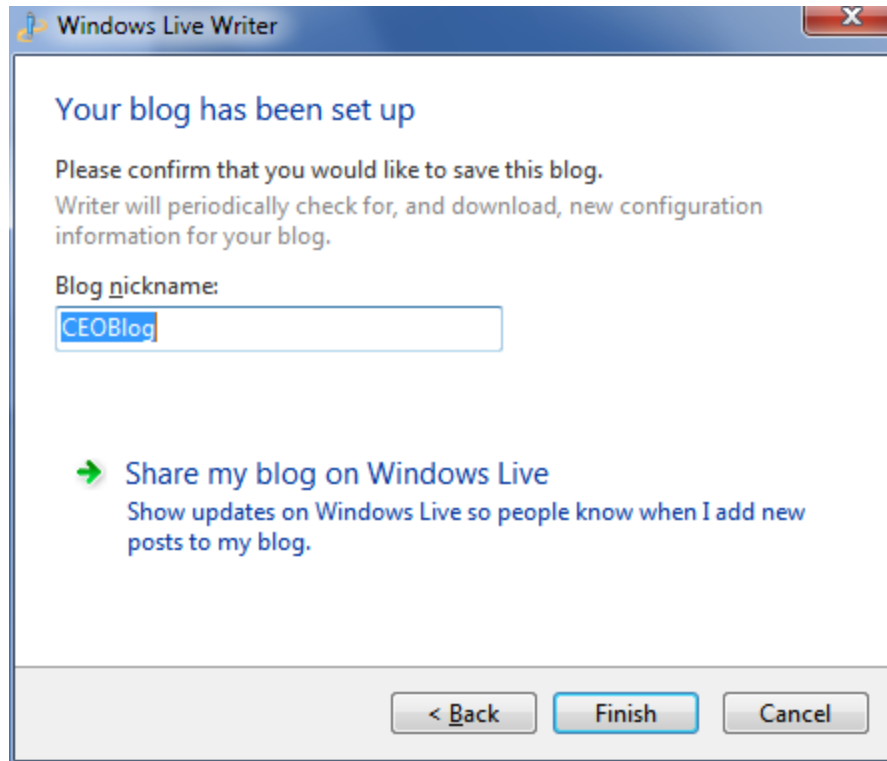 Windows Live Writer
Your blog has been set up
Please confirm that you would like to save this blog.
Writer will periodically check for, and download, new configuration
information for your blog.
Blog nickname:
CEOBlog
Share my blog on Windows Live
Show updates on Windows Live so people know when I add new
posts to my blog.
< Back Finish Cancel